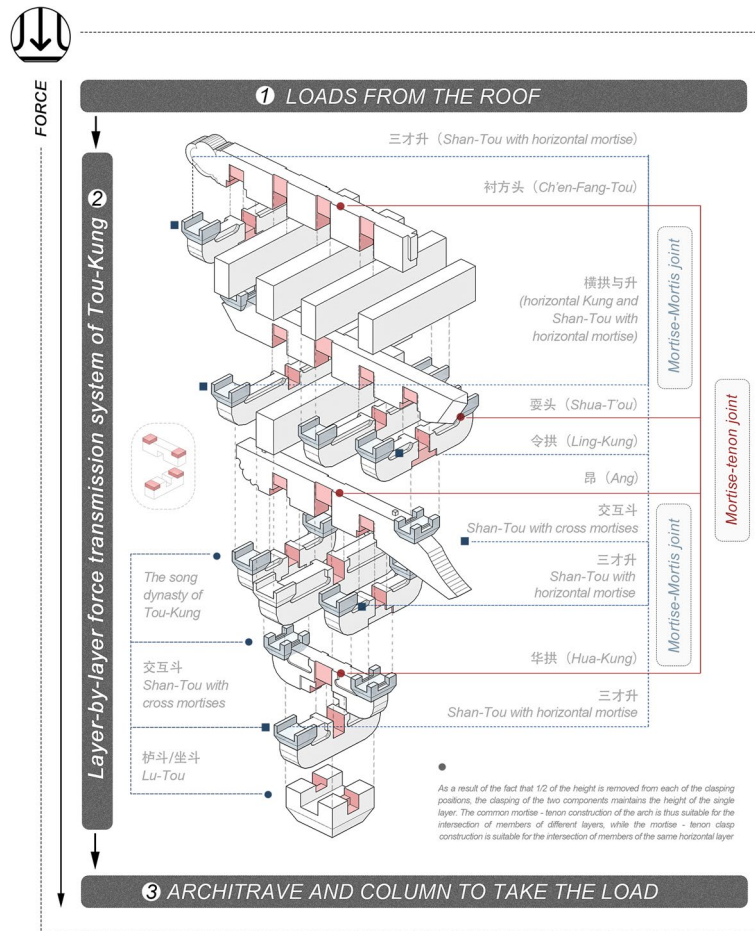 FORCE
1 LOADS FROM THE ROOF
Layer-by-layer force transmission system of Tou-Kung 2
三才升（Shan-Tou with horizontal mortise）
衬方头（Ch'en-Fang-Tou）
横拱与升
(horizontal Kung and
Shan-Tou with
horizontal mortise)
Mortise-Mortis joint
耍头（Shua-T'ou）
令拱（Ling-Kung）
昂（Ang）
Mortise-tenon joint
交互斗
Shan-Tou with cross mortises
三才升
Shan-Tou with
horizontal mortise
Mortise-Mortis joint
The song
dynasty of
Tou-Kung
华拱（Hua-Kung）
交互斗
Shan-Tou with
cross mortises
三才升
Shan-Tou with horizontal mortise
栌斗/坐斗
Lu-Tou
As a result of the fact that 1/2 of the height is removed from each of the clasping
positions, the clasping of the two components maintains the height of the single
layer. The common mortise - tenon construction of the arch is thus suitable for the
intersection of members of different layers, while the mortise - tenon clasp
construction is suitable for the intersection of members of the same horizontal layer
3 ARCHITRAVE AND COLUMN TO TAKE THE LOAD